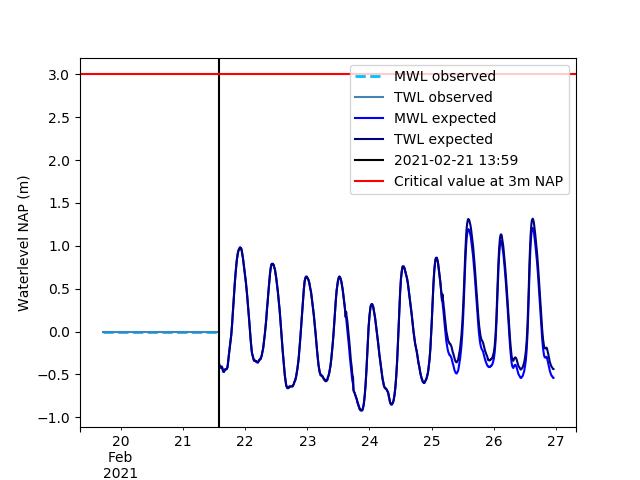 MWL observed
TWL observed
MWL expected
TWL expected
2021-02-21 13:59
Critical value at 3m NAP
Waterlevel NAP (m)
3.0
2.5
2.0
1.5
1.0
0.5
0.0
−0.5
−1.0
20 21 22 23 24 25 26 27
Feb
2021